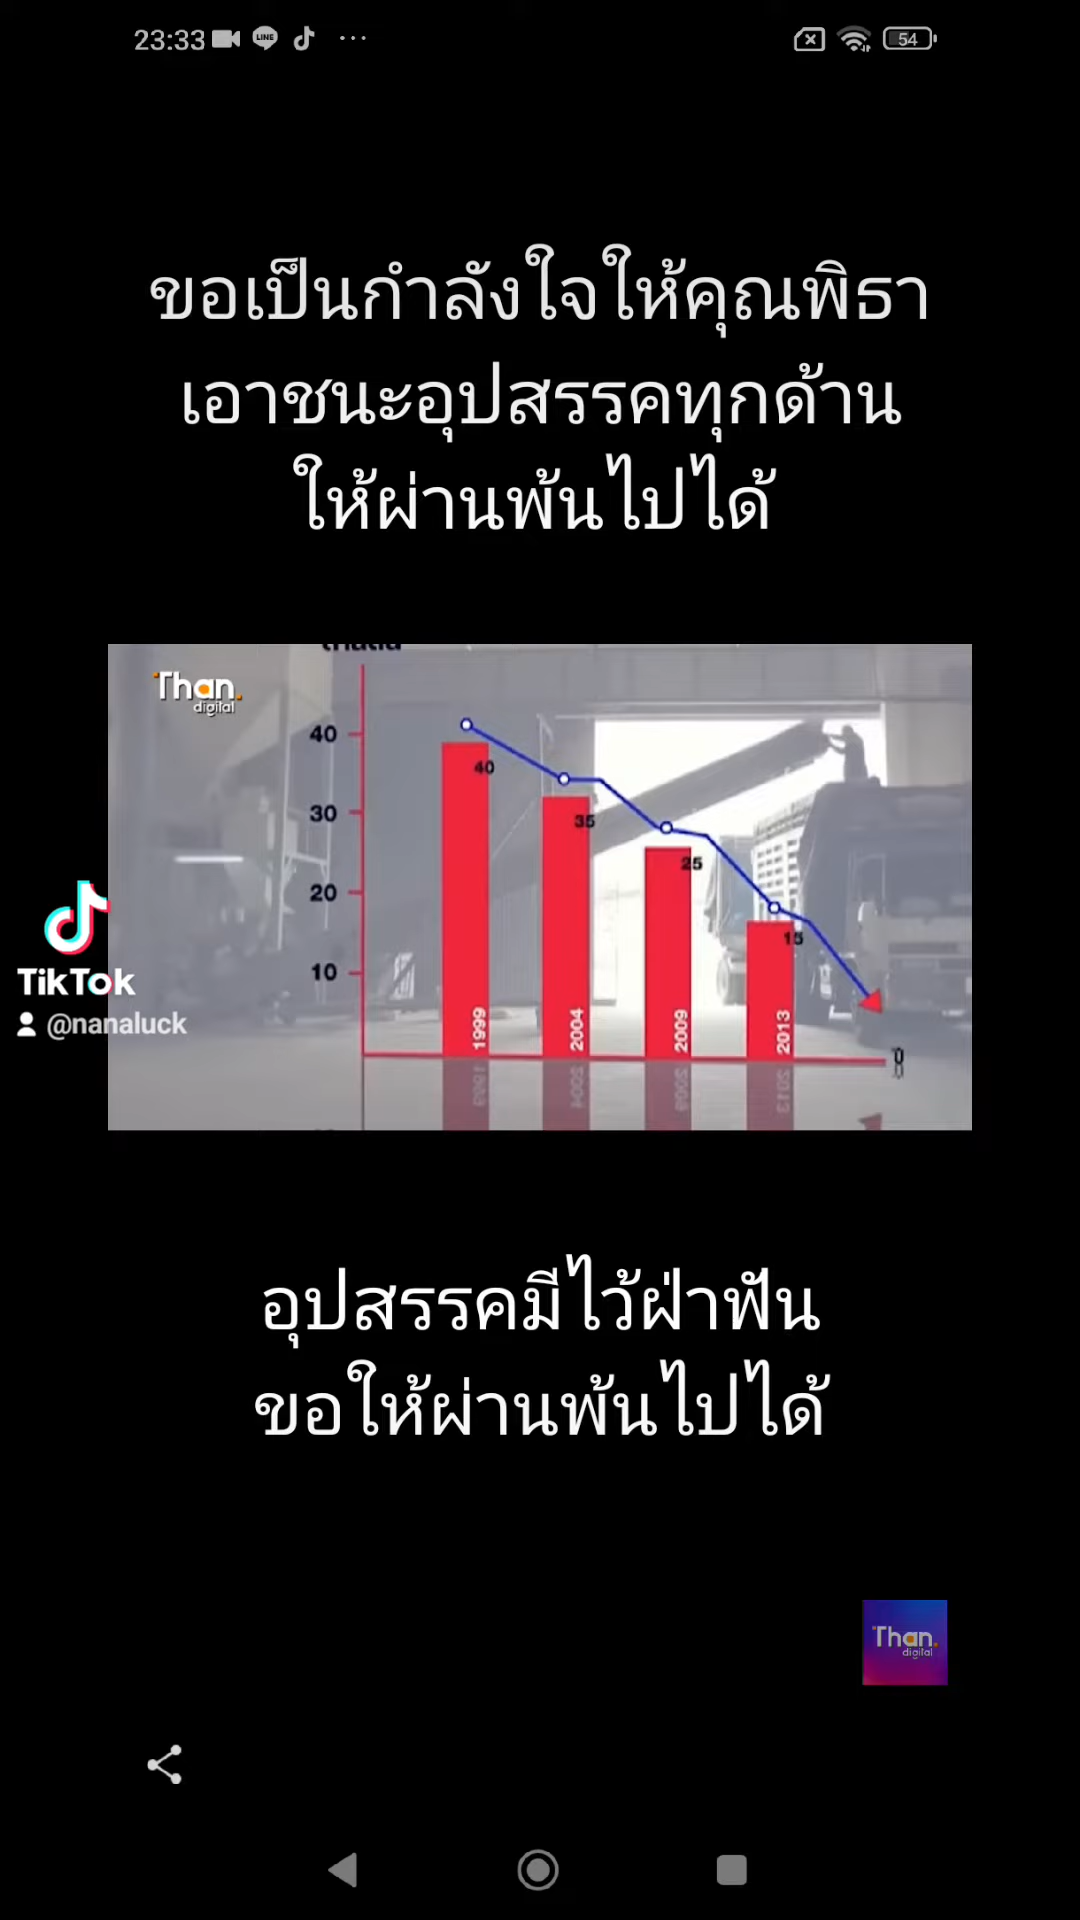 23:33
LINE
54
ขอเป็นกำลังใจให้คุณพิธา
เอาชนะอุปสรรคทุกด้าน
ให้ผ่านพ้นไปได้
Than.
digital
40
30
20
10
40
35
25
15
1999
2004
2009
2013
ปี
TikTok
@nanaluck
อุปสรรคมีไว้ฝ่าฟัน
ขอให้ผ่านพ้นไปได้
Than.
digital